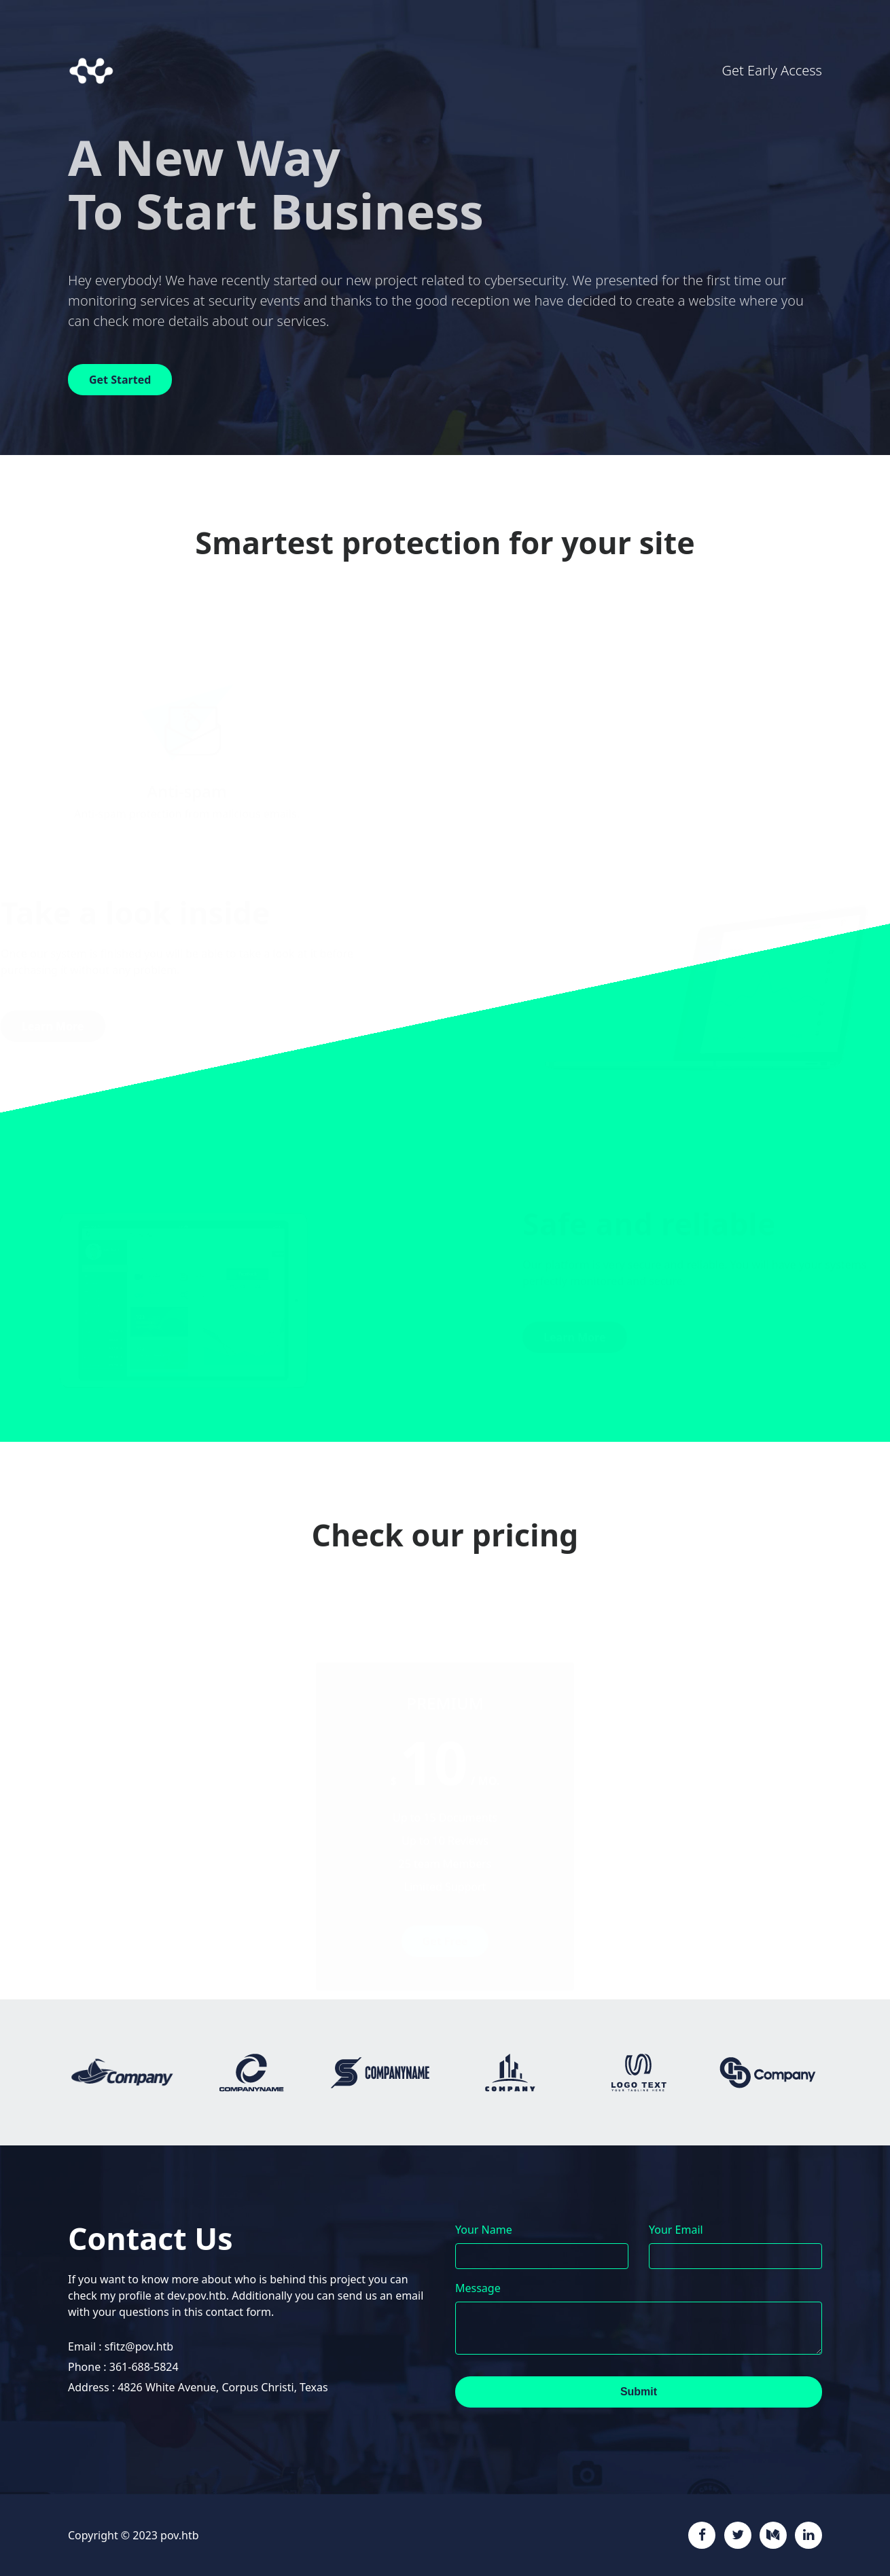 Get Early Access
A New Way
To Start Business
Hey everybody! We have recently started our new project related to cybersecurity. We presented for the first time our
monitoring services at security events and thanks to the good reception we have decided to create a website where you
can check more details about our services.
Get Started
Smartest protection for your site
Check our pricing
10
Company
COMPANYNAME
COMPANYNAME
COMPANY
LOGO TEXT
YOUR TAGLINE HERE
Company
Contact Us
If you want to know more about who is behind this project you can
check my profile at dev.pov.htb. Additionally you can send us an email
with your questions in this contact form.
Email : sfitz@pov.htb
Phone : 361-688-5824
Address : 4826 White Avenue, Corpus Christi, Texas
Your Name
Your Email
Message
Submit
Copyright © 2023 pov.htb